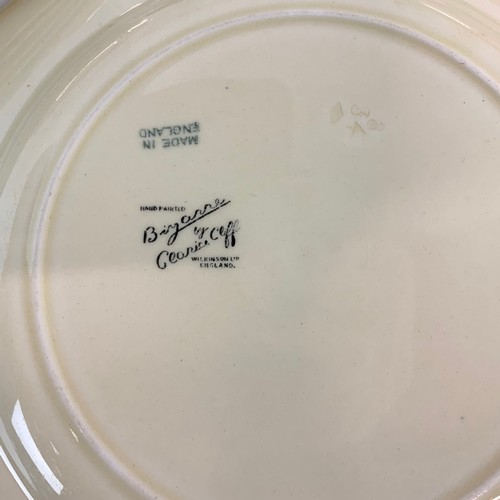 MADE IN
ENGLAND
HAND PAINTED
Bizarre
by
Clarice Cliff
WILKINSON LTD
ENGLAND.